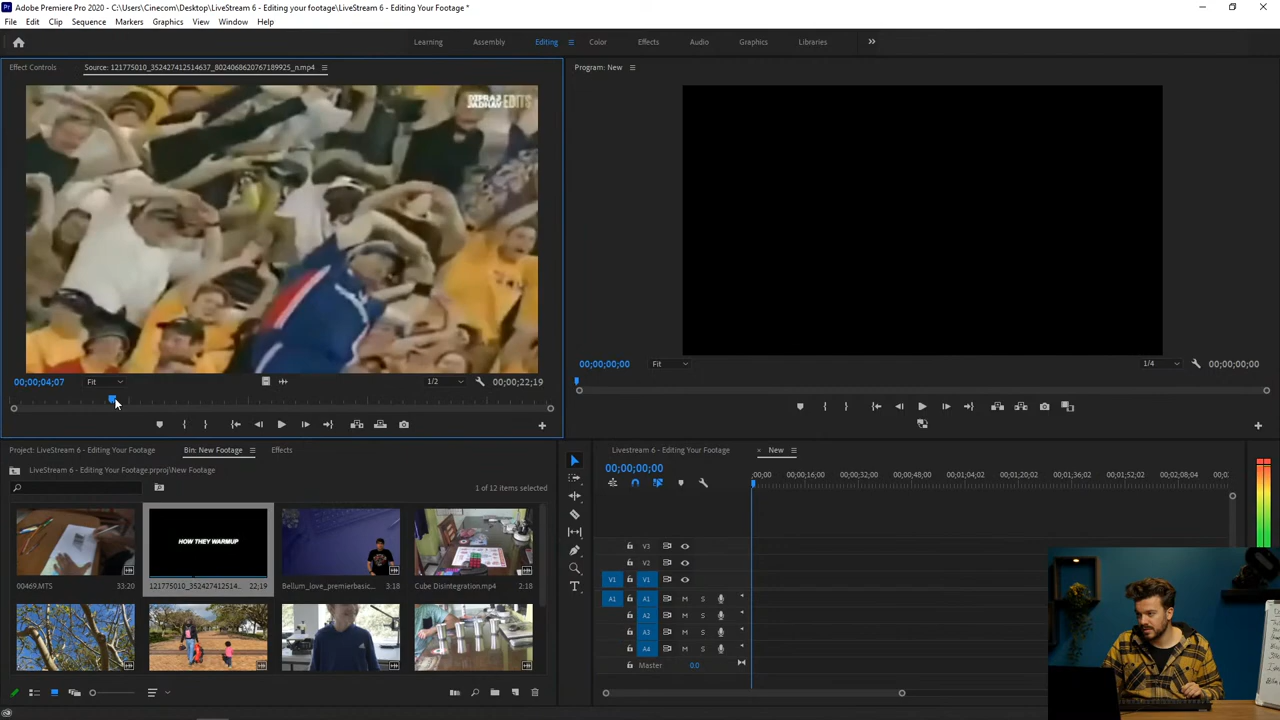 Adobe Premiere Pro 2020 - C:\Users\Cinecom\Desktop\LiveStream 6 - Editing your footage\LiveStream 6 - Editing Your Footage *
File Edit Clip Sequence Markers Graphics View Window Help
Learning Assembly Editing Color Effects Audio Graphics Libraries
Effect Controls Source: 121775010_352427412514637_8024068620767189925_n.mp4 Program: New
EDITS
00;00;04;07 Fit 1/2 00;00;22;19
00;00;00;00 Fit 1/4 00;00;00;00
Project: LiveStream 6 - Editing Your Footage Bin: New Footage Effects
LiveStream 6 - Editing Your Footage.prproj\New Footage
1 of 12 items selected
HOW THEY WARMUP
00469.MTS 33:20 121775010_35242741254... 22;19 Bellum_love_premierbasic... 3:18 Cube Disintegration.mp4 2:18
Livestream 6 - Editing Your Footage × New
00;00;00;00
:00;00 00;00;16;00 00;00;32;00 00;00;48;00 00;01;04;02 00;01;20;02 00;01;36;02 00;01;52;02 00;02;08;04
V3
V2
V1 V1
A1 A1 M S
A2 M S
A3 M S
A4 M S
Master 0.0